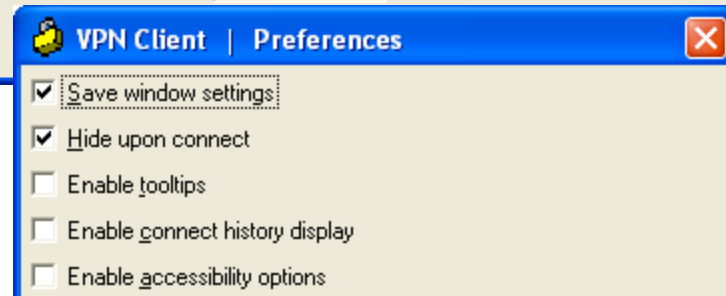 VPN Client | Preferences
Save window settings
Hide upon connect
Enable tooltips
Enable connect history display
Enable accessibility options